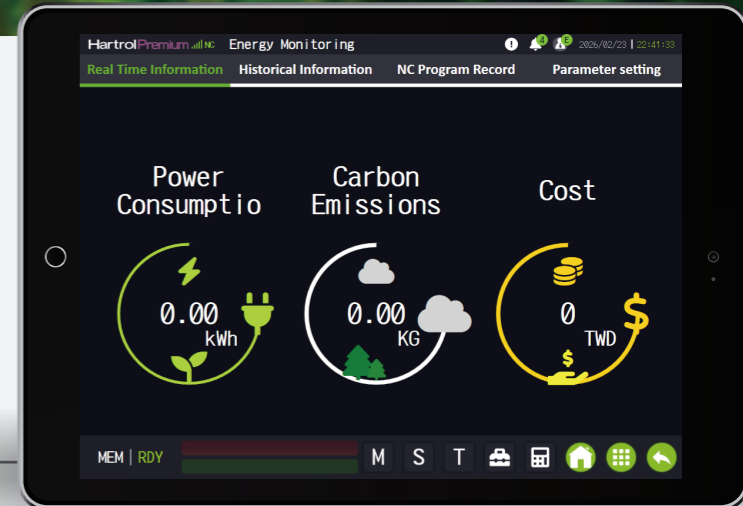 HartrolPremium NC Energy Monitoring ! 4 E 2026/02/23 | 22:41:33
Real Time Information Historical Information NC Program Record Parameter setting
Power Consumptio
Carbon Emissions
Cost
0.00 kWh
0.00 KG
0 TWD
$
$
MEM | RDY M S T